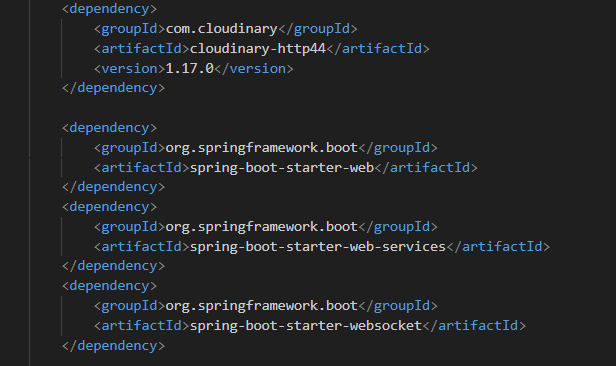 <dependency>
<groupId>com.cloudinary</groupId>
<artifactId>cloudinary-http44</artifactId>
<version>1.17.0</version>
</dependency>
<dependency>
<groupId>org.springframework.boot</groupId>
<artifactId>spring-boot-starter-web</artifactId>
</dependency>
<dependency>
<groupId>org.springframework.boot</groupId>
<artifactId>spring-boot-starter-web-services</artifactId>
</dependency>
<dependency>
<groupId>org.springframework.boot</groupId>
<artifactId>spring-boot-starter-websocket</artifactId>
</dependency>